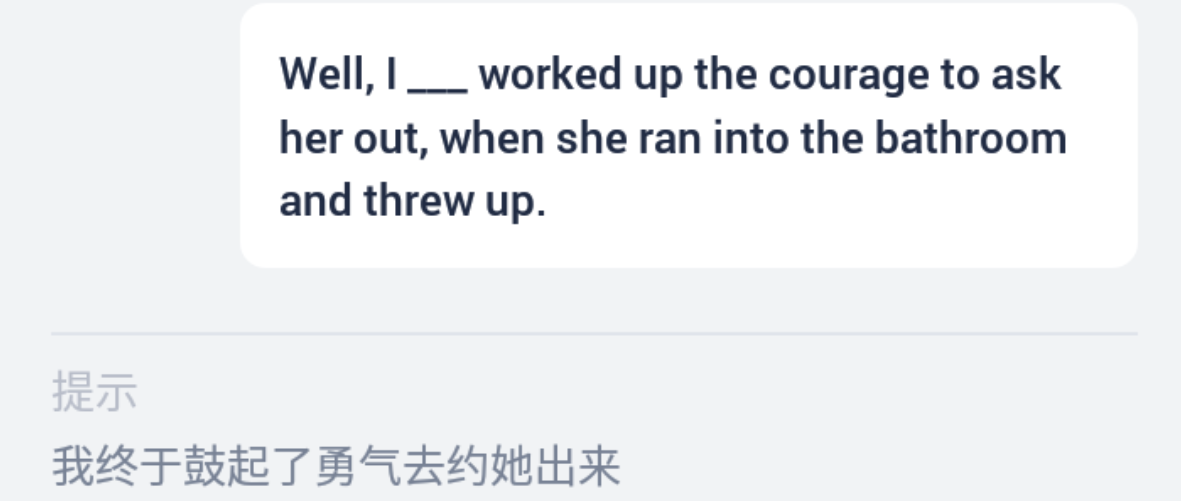 Well, I ___ worked up the courage to ask
her out, when she ran into the bathroom
and threw up.
提示
我终于鼓起了勇气去约她出来